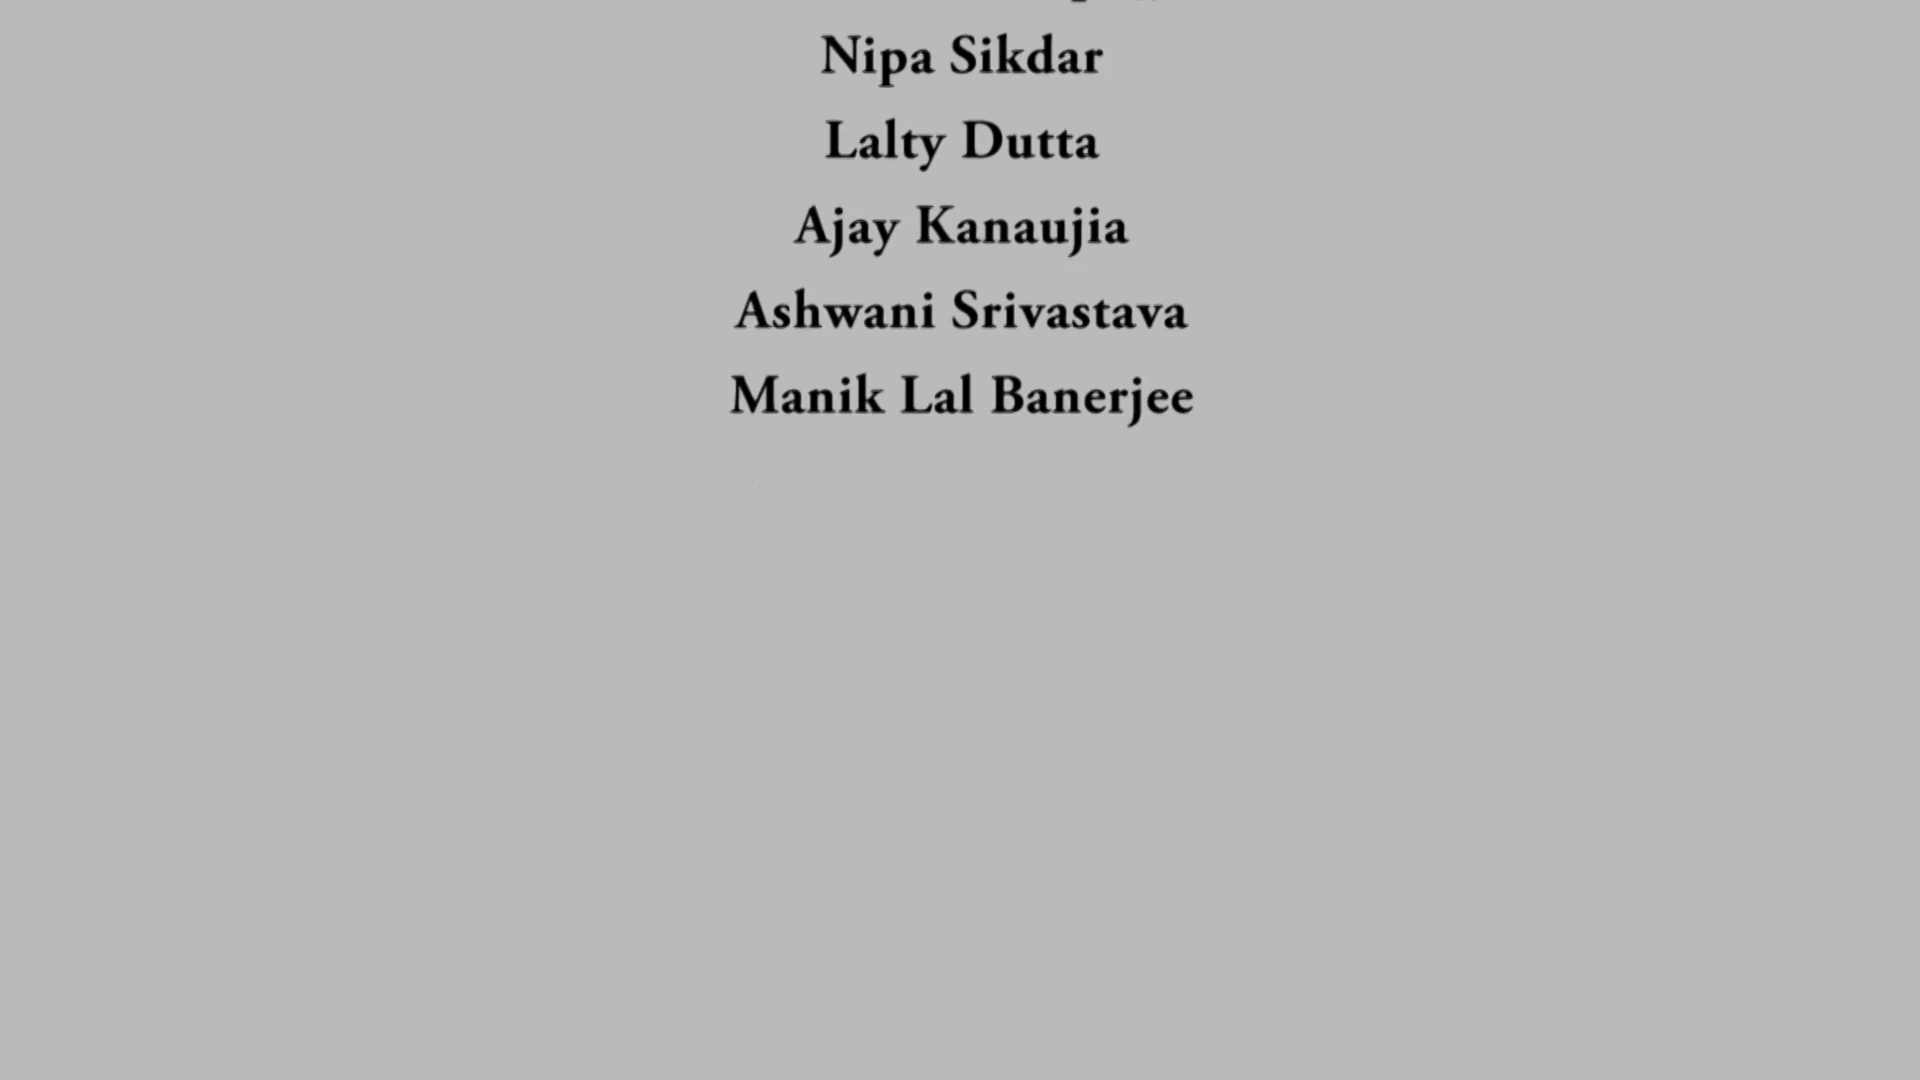 Nipa Sikdar
Lalty Dutta
Ajay Kanaujia
Ashwani Srivastava
Manik Lal Banerjee